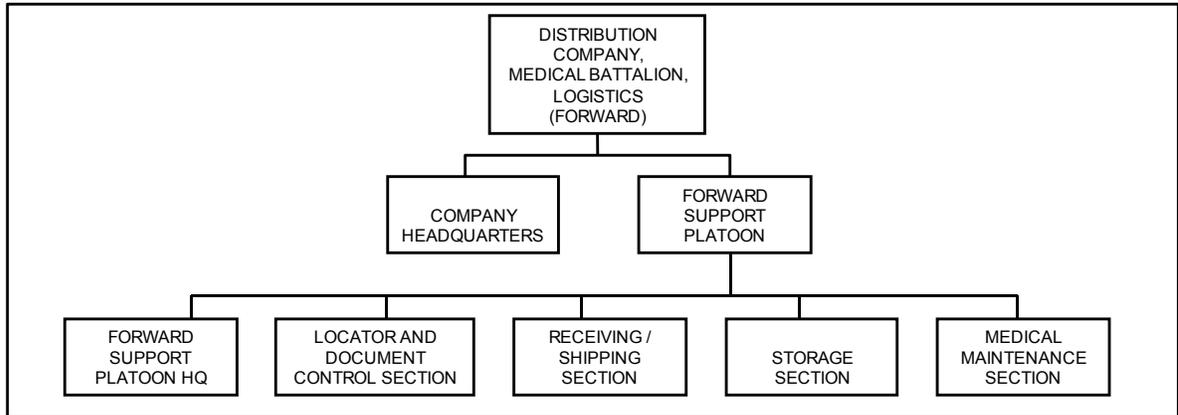 DISTRIBUTION
COMPANY,
MEDICAL BATTALION,
LOGISTICS
(FORWARD)
COMPANY
HEADQUARTERS
FORWARD
SUPPORT
PLATOON
FORWARD
SUPPORT
PLATOON HQ
LOCATOR AND
DOCUMENT
CONTROL SECTION
RECEIVING /
SHIPPING
SECTION
STORAGE
SECTION
MEDICAL
MAINTENANCE
SECTION